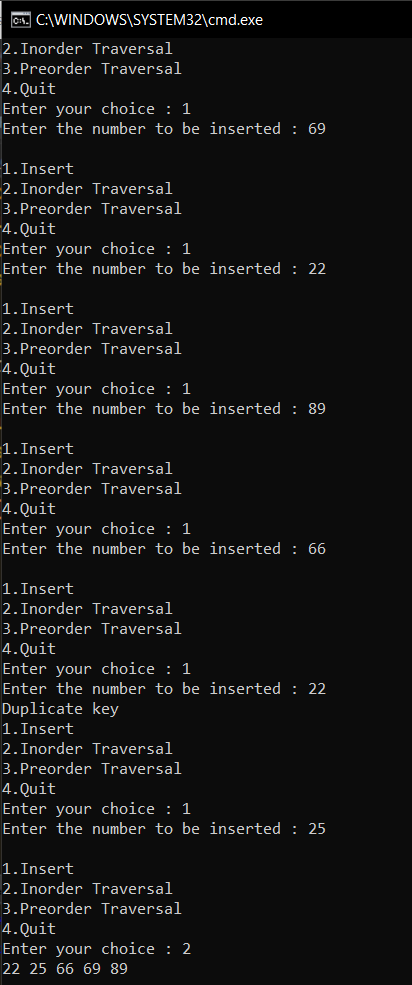 C:\WINDOWS\SYSTEM32\cmd.exe
2.Inorder Traversal
3.Preorder Traversal
4.Quit
Enter your choice : 1
Enter the number to be inserted : 69
1.Insert
2.Inorder Traversal
3.Preorder Traversal
4.Quit
Enter your choice : 1
Enter the number to be inserted : 22
1.Insert
2.Inorder Traversal
3.Preorder Traversal
4.Quit
Enter your choice : 1
Enter the number to be inserted : 89
1.Insert
2.Inorder Traversal
3.Preorder Traversal
4.Quit
Enter your choice : 1
Enter the number to be inserted : 66
1.Insert
2.Inorder Traversal
3.Preorder Traversal
4.Quit
Enter your choice : 1
Enter the number to be inserted : 22
Duplicate key
1.Insert
2.Inorder Traversal
3.Preorder Traversal
4.Quit
Enter your choice : 1
Enter the number to be inserted : 25
1.Insert
2.Inorder Traversal
3.Preorder Traversal
4.Quit
Enter your choice : 2
22 25 66 69 89